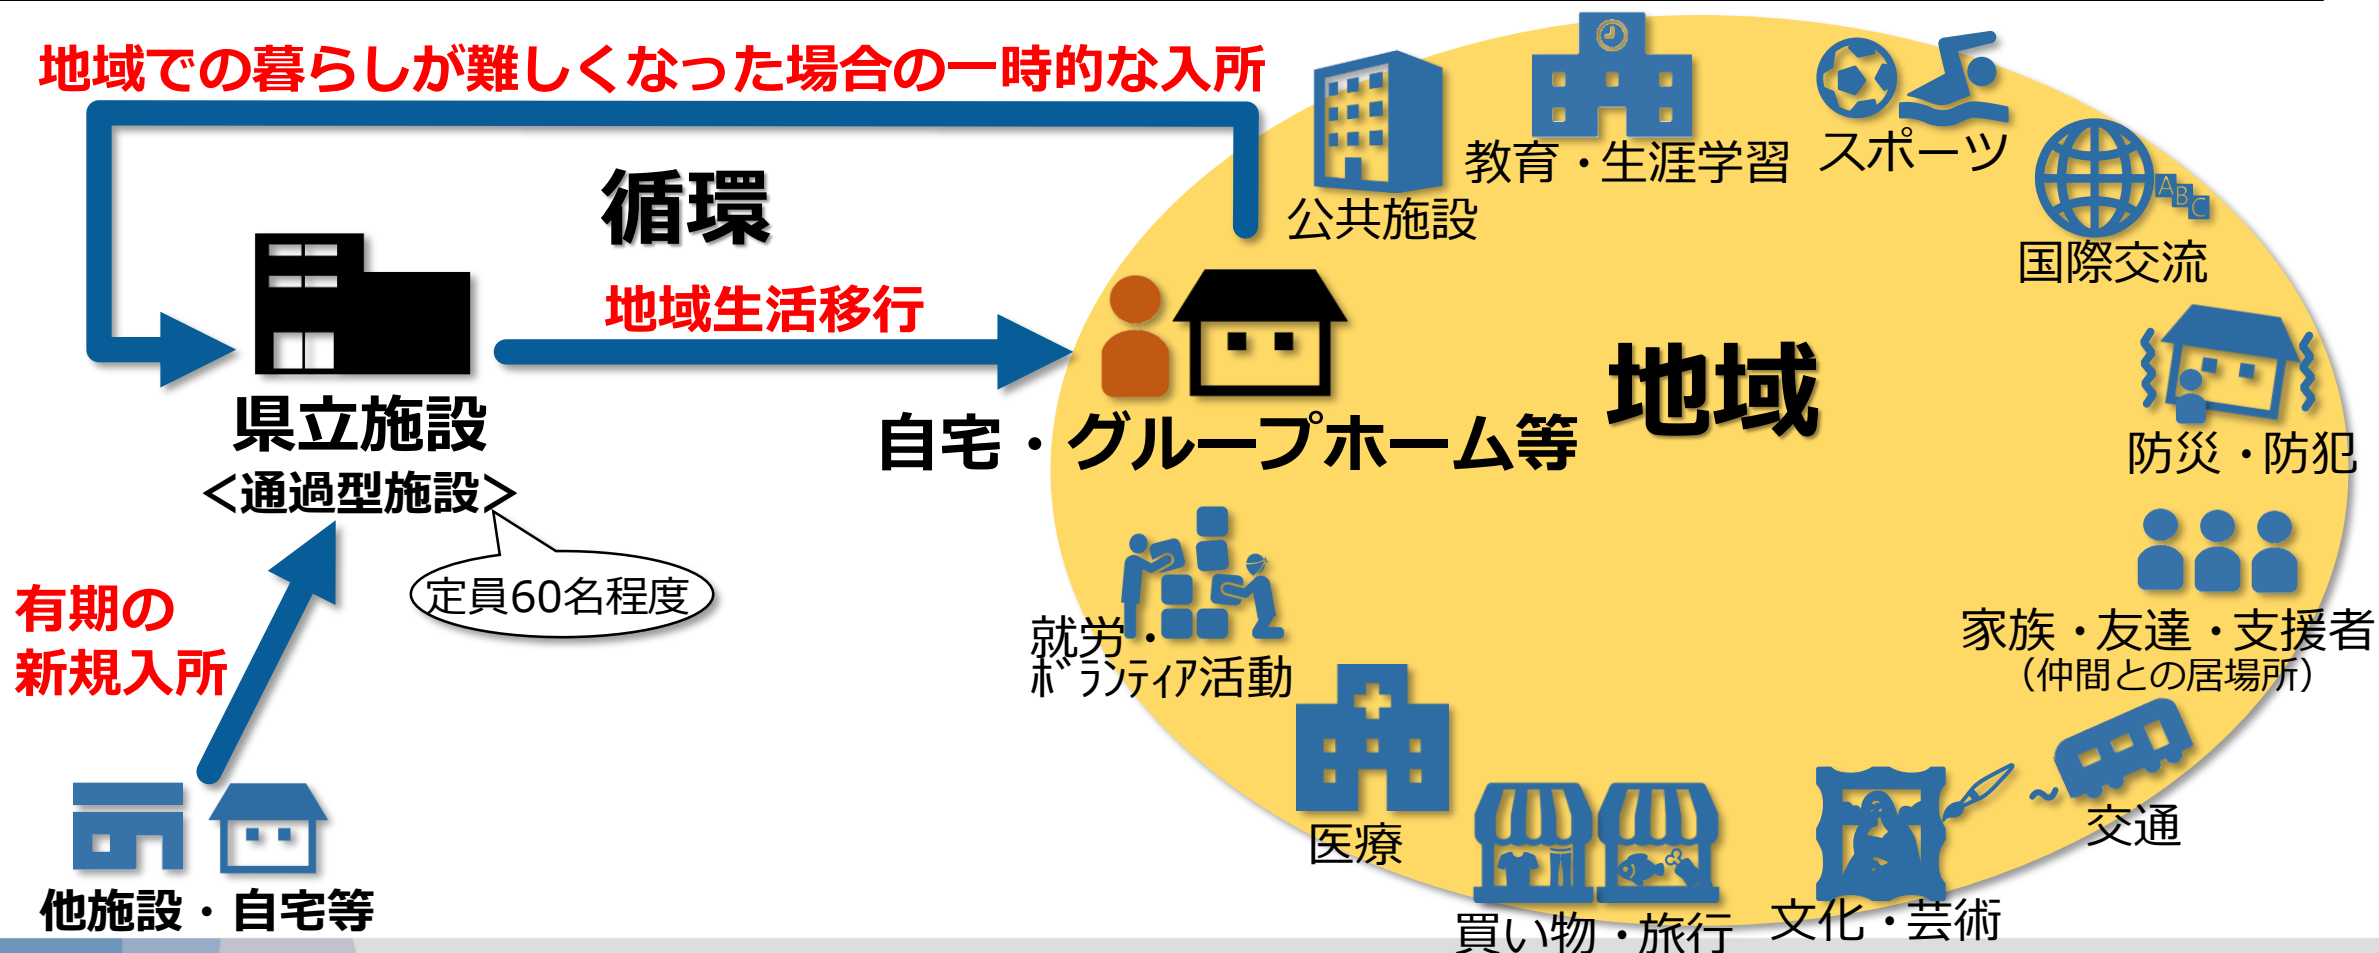 地域での暮らしが難しくなった場合の一時的な入所
循環
地域生活移行
県立施設
＜通過型施設＞
定員60名程度
有期の
新規入所
他施設・自宅等
自宅・グループホーム等
地域
公共施設
教育・生涯学習
スポーツ
ABC
国際交流
防災・防犯
家族・友達・支援者
（仲間との居場所）
交通
文化・芸術
買い物・旅行
医療
就労・
ﾎﾞﾗﾝﾃｨｱ活動